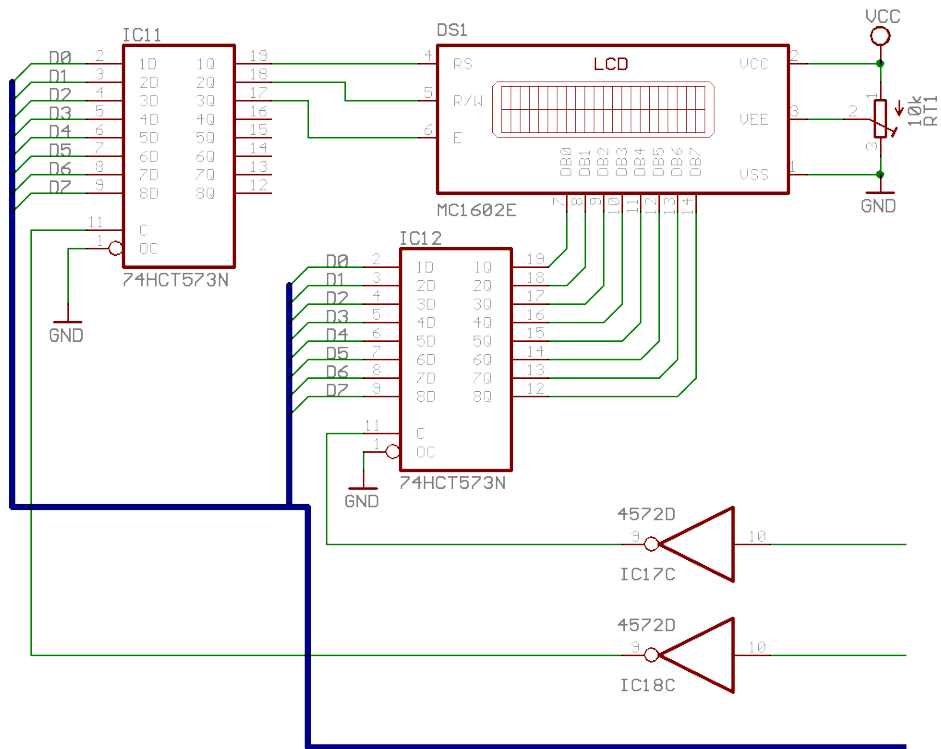 VCC
IC11
DS1
D0 2 1D 1Q 19 4 RS LCD VCC 2
D1 3 2D 2Q 18
D2 4 3D 3Q 17 5 R/W 1
D3 5 4D 4Q 16 VEE 3 2 10k RT1
D4 6 5D 5Q 15 6 E 3
D5 7 6D 6Q 14
D6 8 7D 7Q 13 VSS 1
D7 9 8D 8Q 12
DB0 DB1 DB2 DB3 DB4 DB5 DB6 DB7
7 8 9 10 11 12 13 14
GND
MC1602E
11 C
1 OC
74HCT573N
GND
IC12
D0 2 1D 1Q 19
D1 3 2D 2Q 18
D2 4 3D 3Q 17
D3 5 4D 4Q 16
D4 6 5D 5Q 15
D5 7 6D 6Q 14
D6 8 7D 7Q 13
D7 9 8D 8Q 12
11 C
1 OC
74HCT573N
GND
4572D
9 10
IC17C
4572D
9 10
IC18C